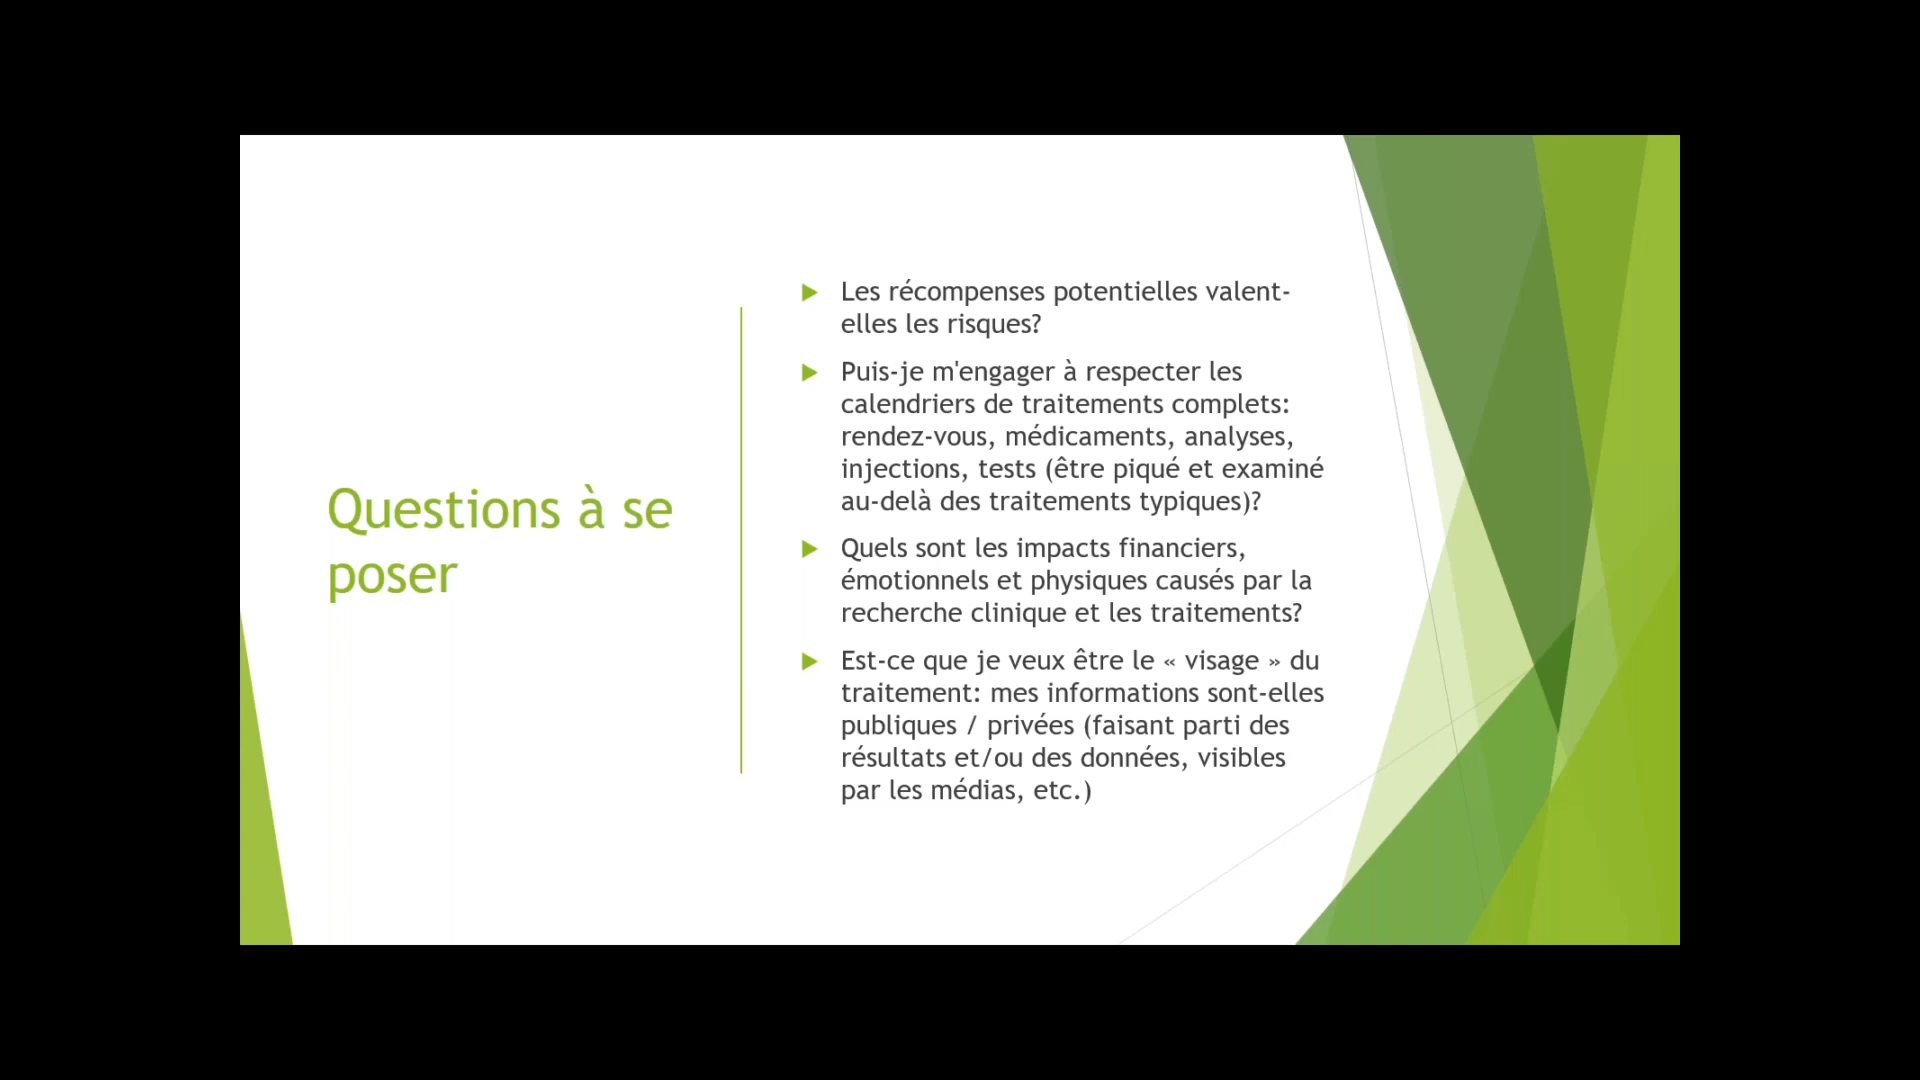 Questions à se
poser
Les récompenses potentielles valent-
elles les risques?
Puis-je m'engager à respecter les
calendriers de traitements complets:
rendez-vous, médicaments, analyses,
injections, tests (être piqué et examiné
au-delà des traitements typiques)?
Quels sont les impacts financiers,
émotionnels et physiques causés par la
recherche clinique et les traitements?
Est-ce que je veux être le « visage » du
traitement: mes informations sont-elles
publiques / privées (faisant parti des
résultats et/ou des données, visibles
par les médias, etc.)